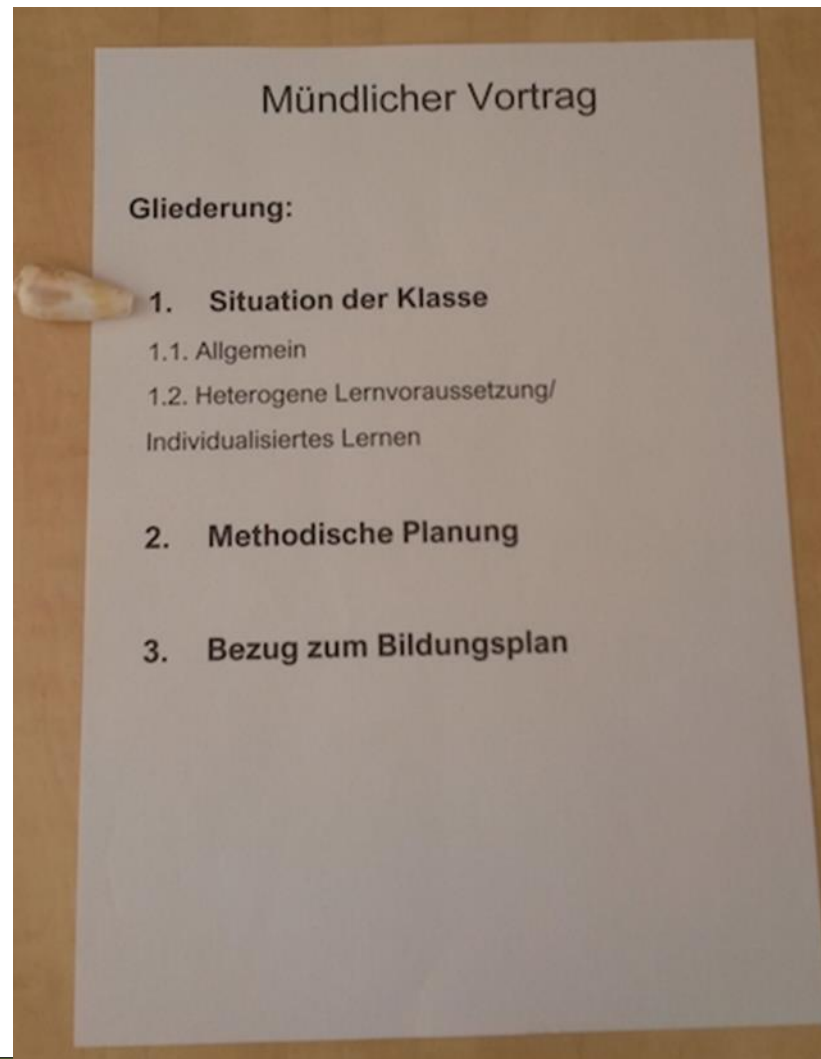 Mündlicher Vortrag
Gliederung:
1. Situation der Klasse
1.1. Allgemein
1.2. Heterogene Lernvoraussetzung/
Individualisiertes Lernen
2. Methodische Planung
3. Bezug zum Bildungsplan